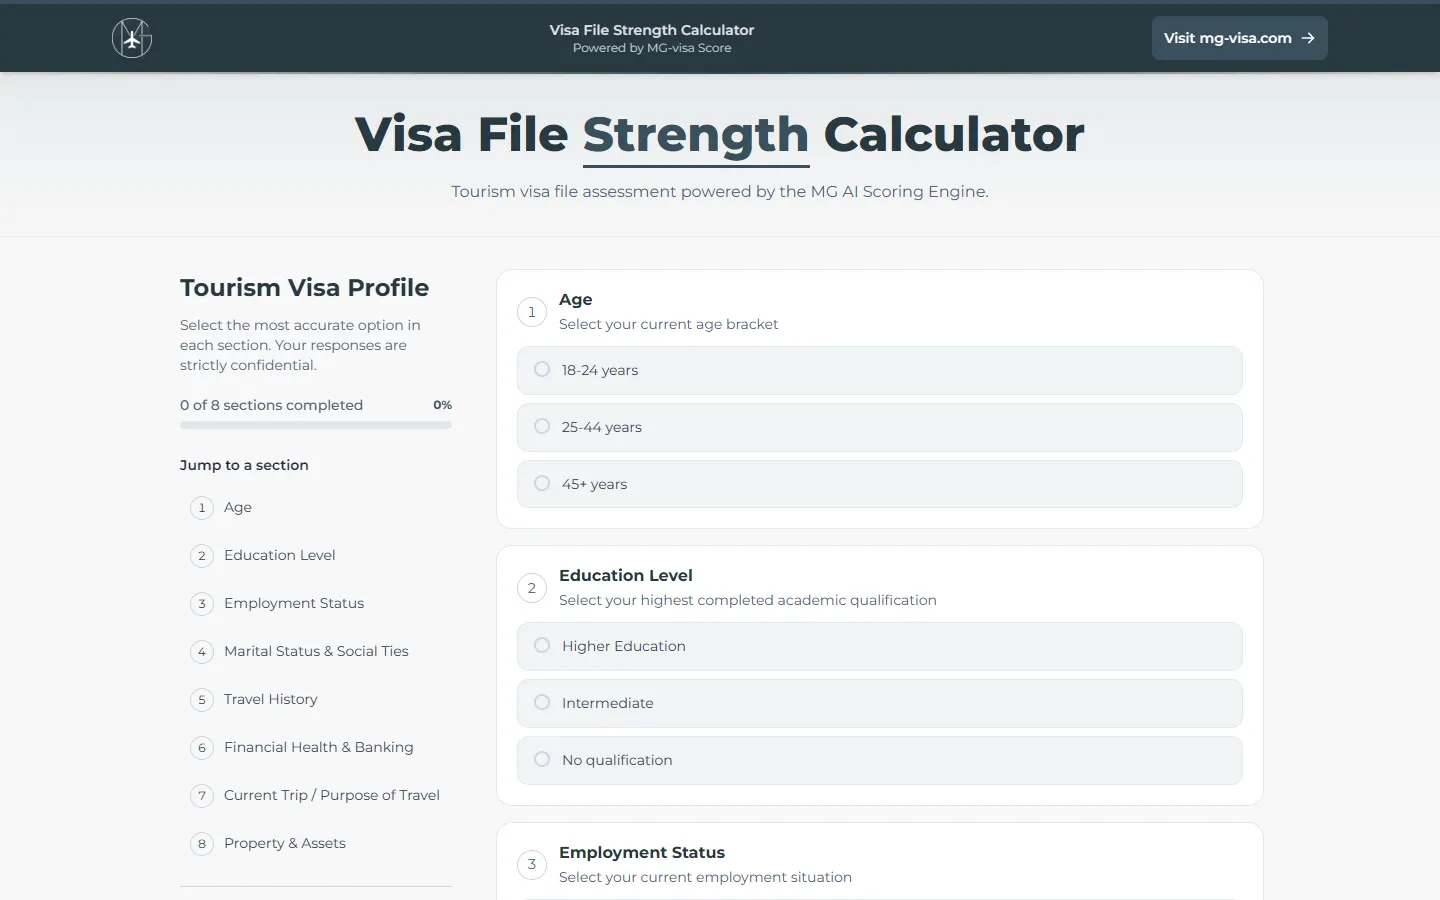 MG
Visa File Strength Calculator
Powered by MG-visa Score
Visit mg-visa.com →
Visa File Strength Calculator
Tourism visa file assessment powered by the MG AI Scoring Engine.
Tourism Visa Profile
Select the most accurate option in
each section. Your responses are
strictly confidential.
0 of 8 sections completed 0%
Jump to a section
1 Age
2 Education Level
3 Employment Status
4 Marital Status & Social Ties
5 Travel History
6 Financial Health & Banking
7 Current Trip / Purpose of Travel
8 Property & Assets
1 Age
Select your current age bracket
18-24 years
25-44 years
45+ years
2 Education Level
Select your highest completed academic qualification
Higher Education
Intermediate
No qualification
3 Employment Status
Select your current employment situation